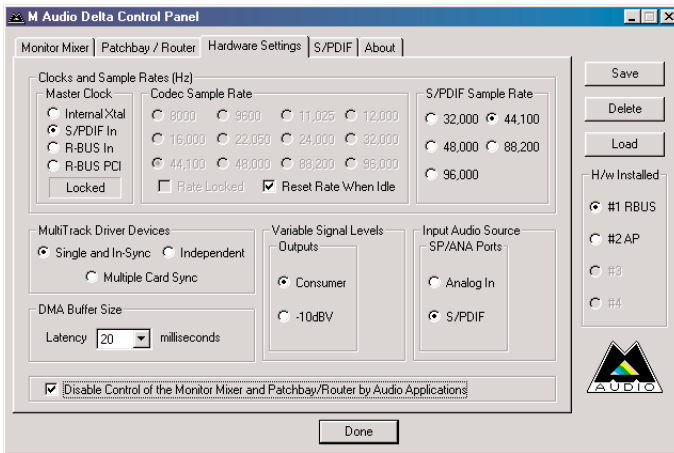 M Audio Delta Control Panel
Monitor Mixer Patchbay / Router Hardware Settings S/PDIF About
Clocks and Sample Rates (Hz)
Master Clock
Internal Xtal
S/PDIF In
R-BUS In
R-BUS PCI
Locked
Codec Sample Rate
8000 9600 11,025 12,000
16,000 22,050 24,000 32,000
44,100 48,000 88,200 96,000
Rate Locked Reset Rate When Idle
S/PDIF Sample Rate
32,000 44,100
48,000 88,200
96,000
MultiTrack Driver Devices
Single and In-Sync Independent
Multiple Card Sync
DMA Buffer Size
Latency 20 milliseconds
Variable Signal Levels
Outputs
Consumer
-10dBV
Input Audio Source
SP/ANA Ports
Analog In
S/PDIF
Disable Control of the Monitor Mixer and Patchbay/Router by Audio Applications
Save
Delete
Load
H/w Installed
#1 RBUS
#2 AP
#3
#4
M
AUDIO
Done